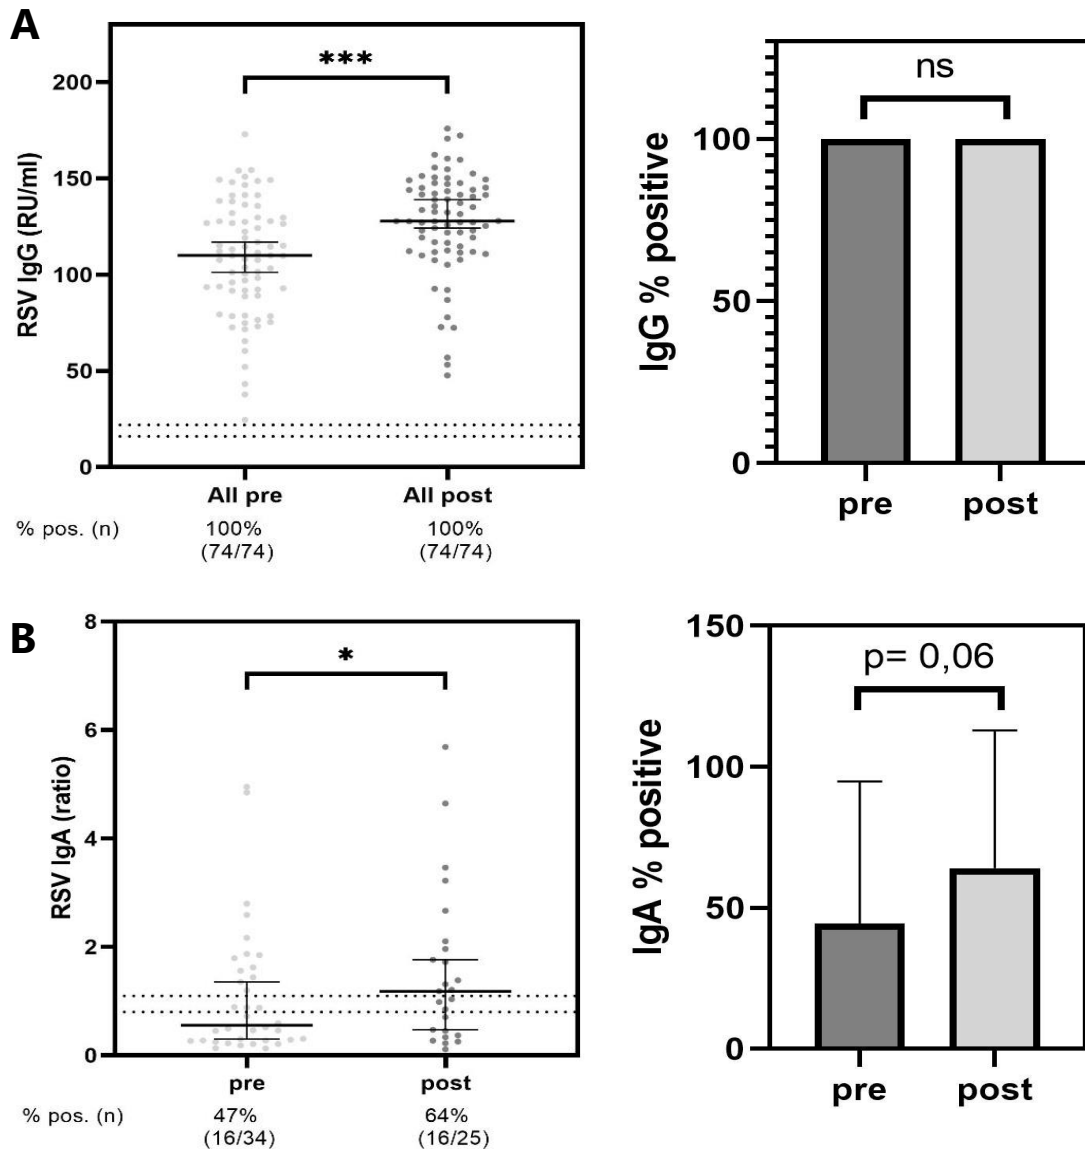 A
RSV IgG (RU/ml)
200
150
100
50
0
***
All pre
All post
% pos. (n)
100%
(74/74)
100%
(74/74)
IgG % positive
100
50
0
ns
pre
post
B
RSV IgA (ratio)
8
6
4
2
0
*
pre
post
% pos. (n)
47%
(16/34)
64%
(16/25)
IgA % positive
150
100
50
0
p= 0,06
pre
post